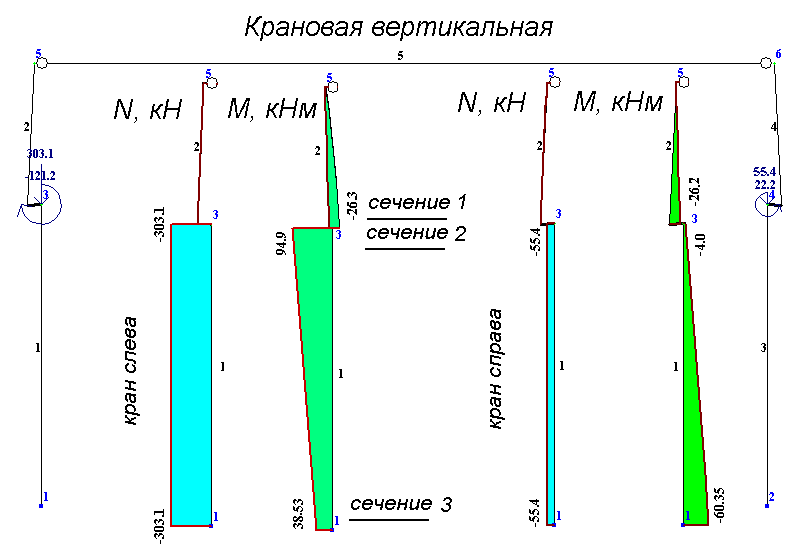 Крановая вертикальная
5 5 6
5 5 5 5
N, кН M, кНм N, кН M, кНм
2 2 2 2 2 4
303.1 55.4
-121.2 22.2
3 4
-303.1 3 -26.3 сечение 1 -55.4 3 -26.2 3
94.9 3 сечение 2 -4.0
кран слева кран справа
1 1 1 1 1 3
1 -303.1 1 38.53 1 сечение 3 -55.4 1 1 -60.35 2